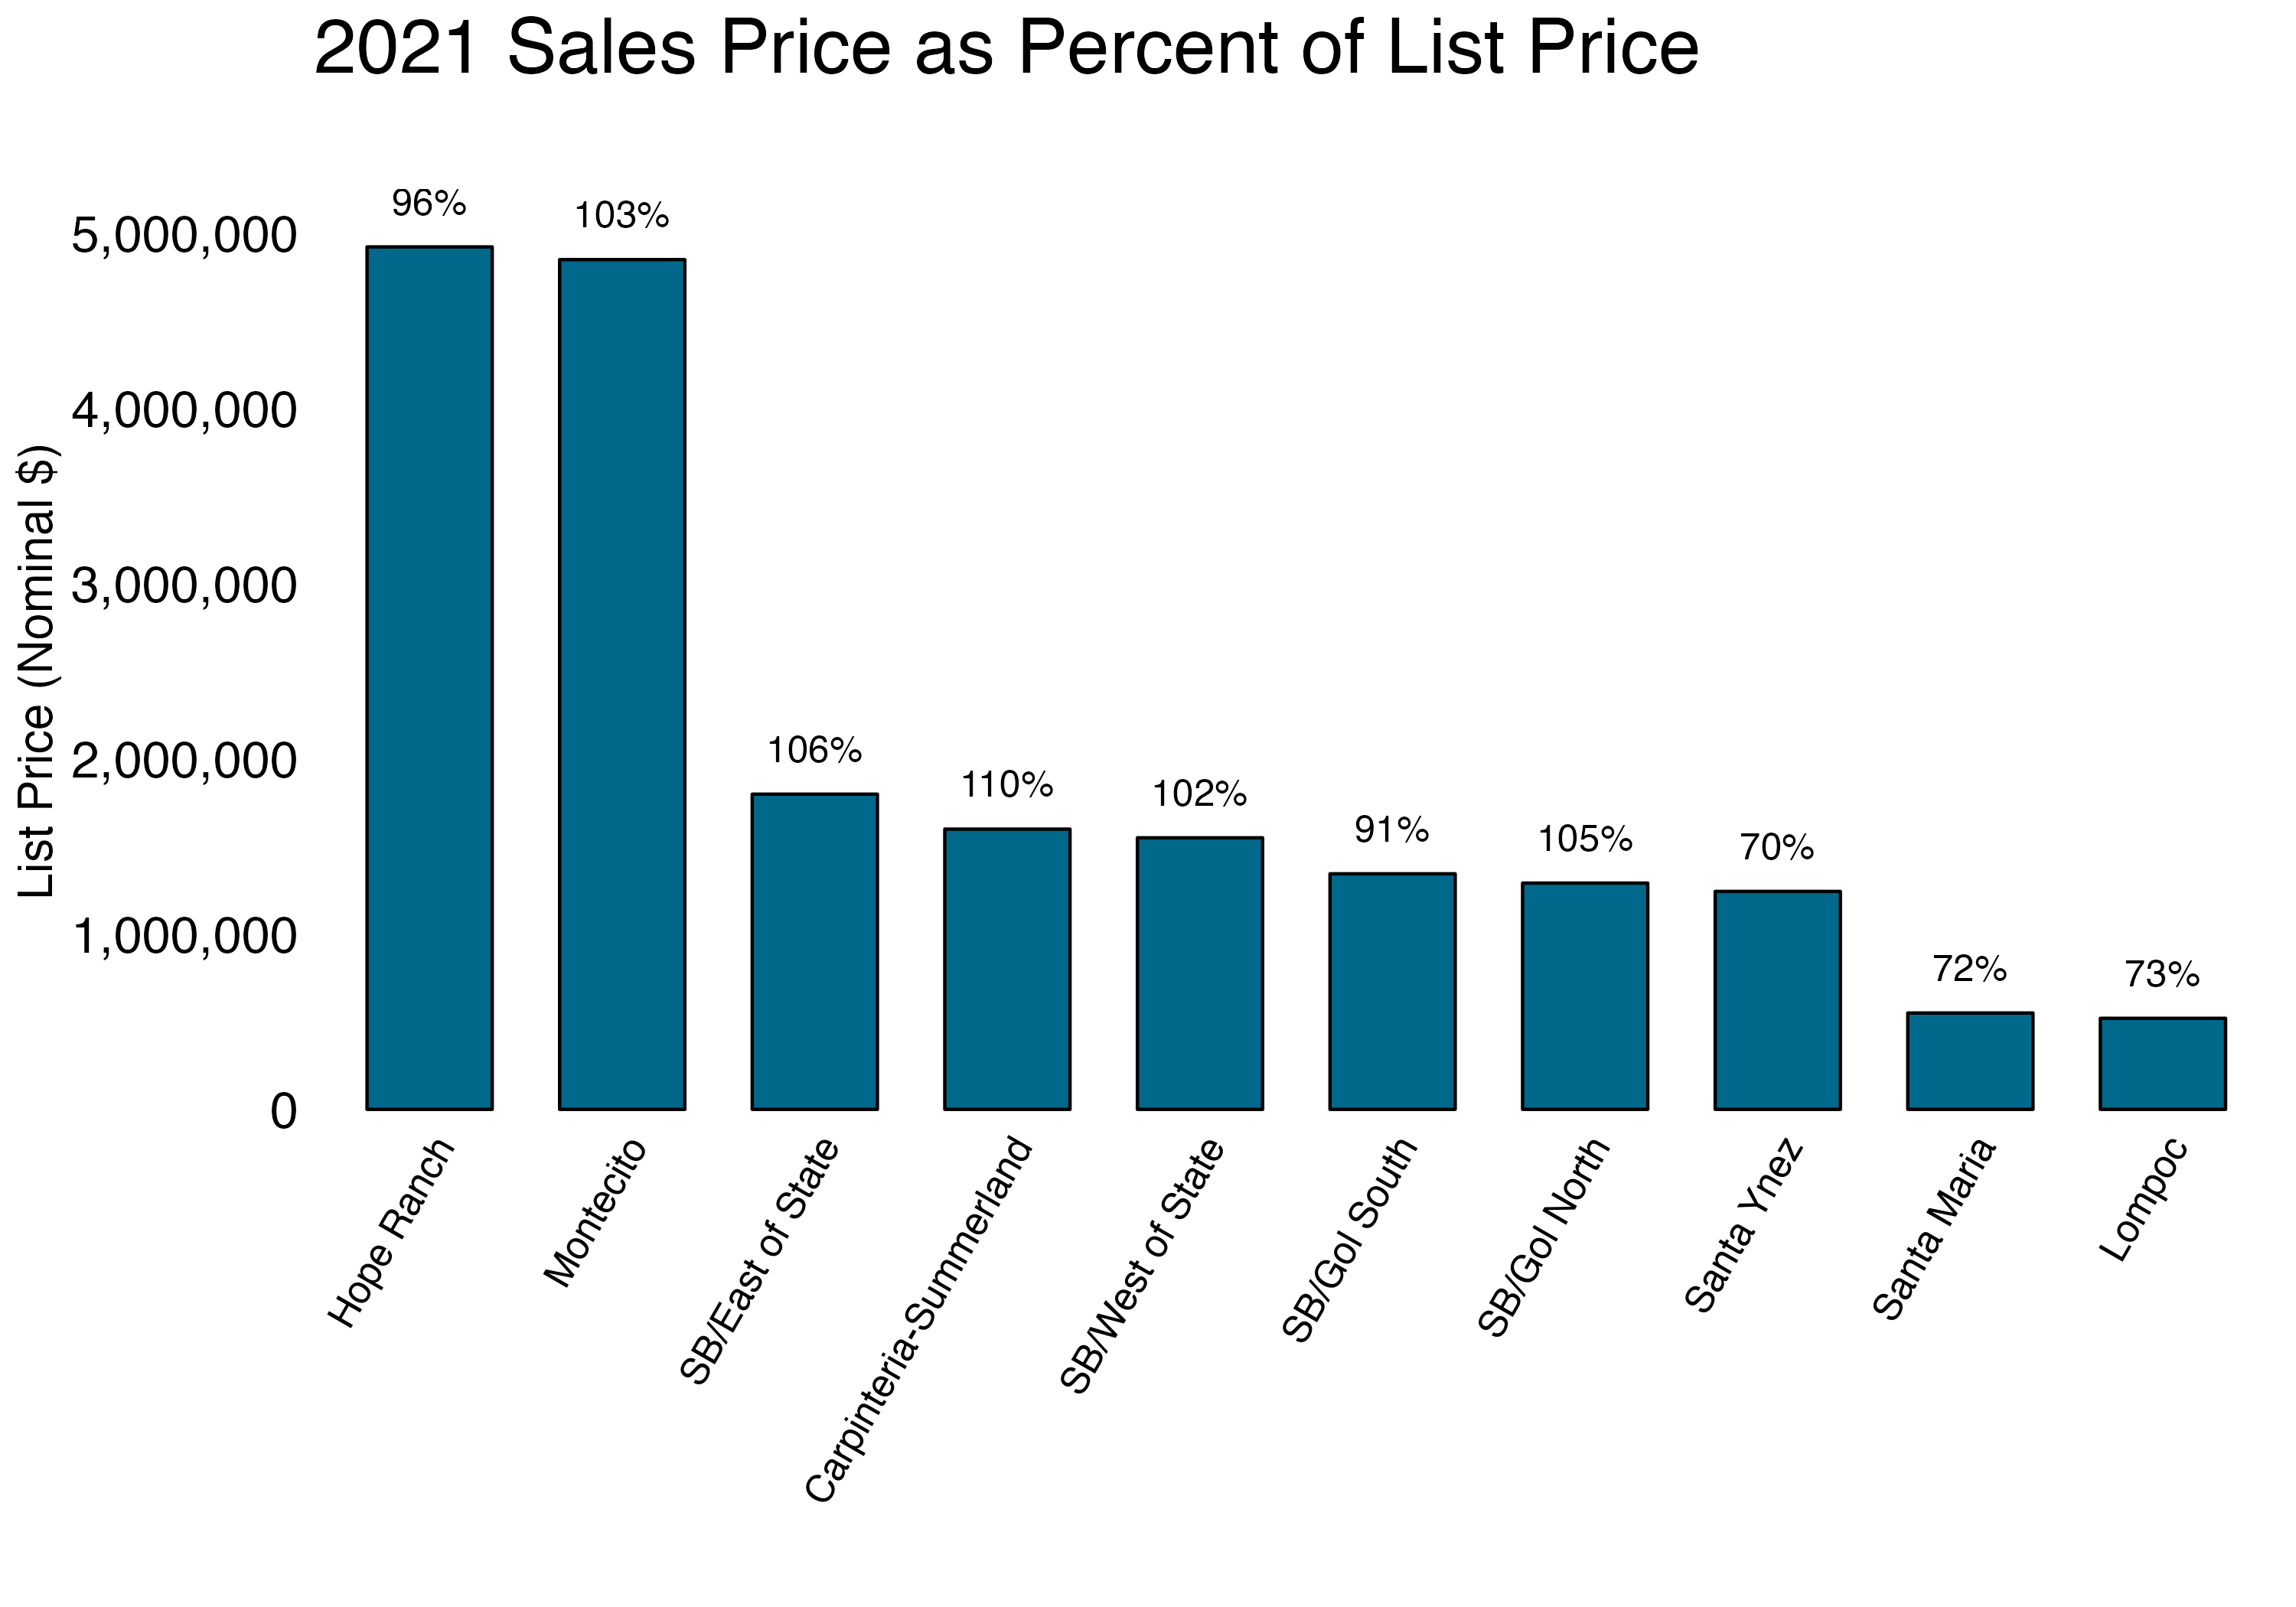 2021 Sales Price as Percent of List Price
List Price (Nominal $)
5,000,000
4,000,000
3,000,000
2,000,000
1,000,000
0
96%
103%
106%
110%
102%
91%
105%
70%
72%
73%
Hope Ranch
Montecito
SB/East of State
Carpinteria-Summerland
SB/West of State
SB/Gol South
SB/Gol North
Santa Ynez
Santa Maria
Lompoc